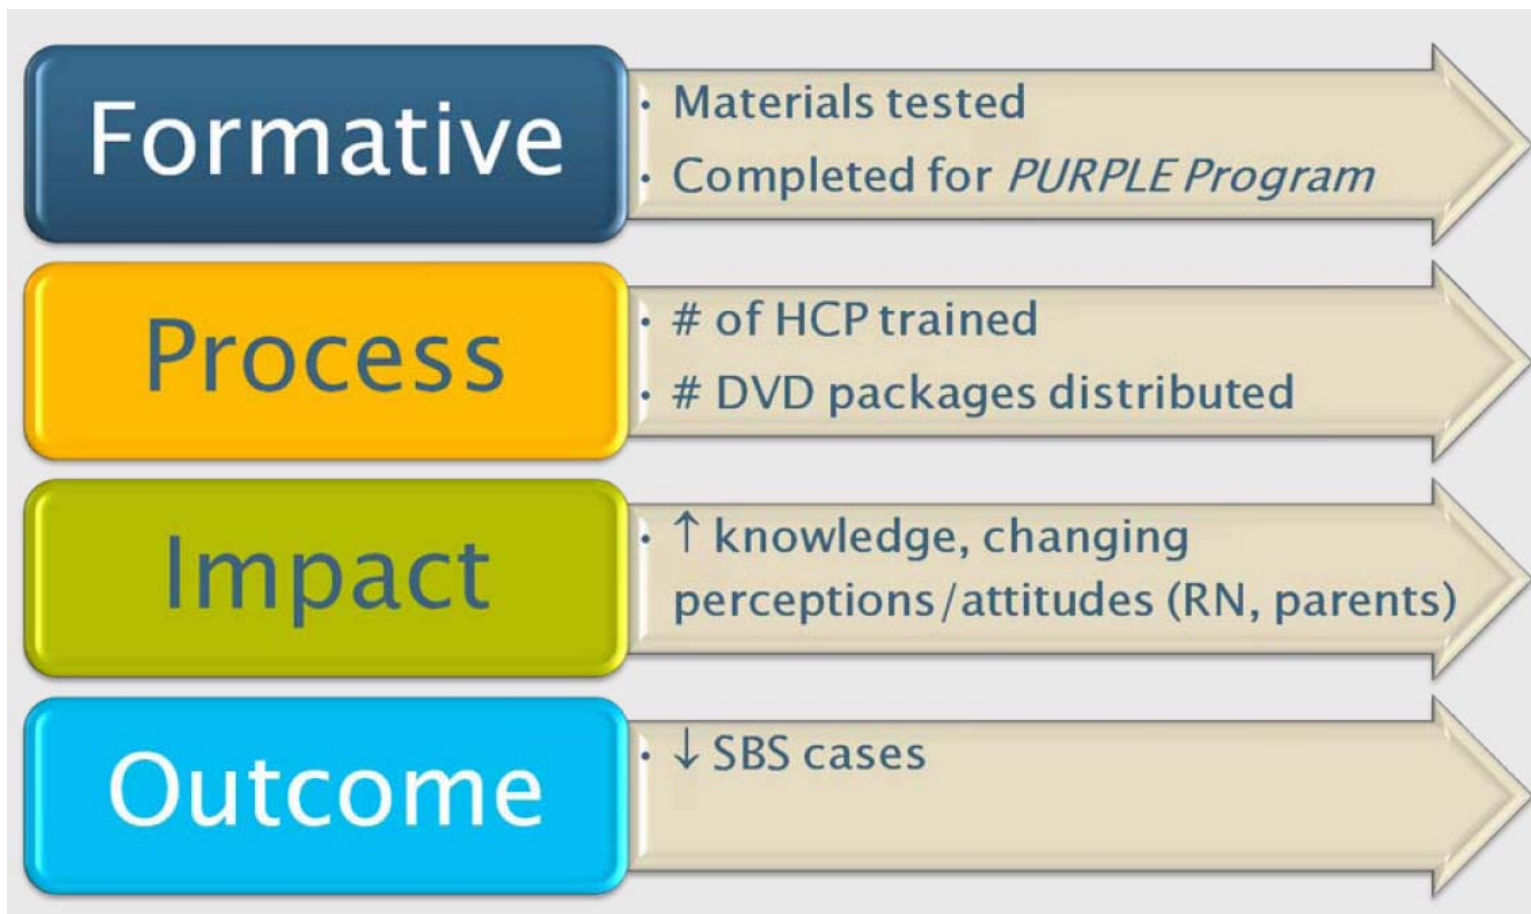 Formative
· Materials tested
· Completed for PURPLE Program
Process
· # of HCP trained
· # DVD packages distributed
Impact
· ↑ knowledge, changing
perceptions/attitudes (RN, parents)
Outcome
· ↓ SBS cases